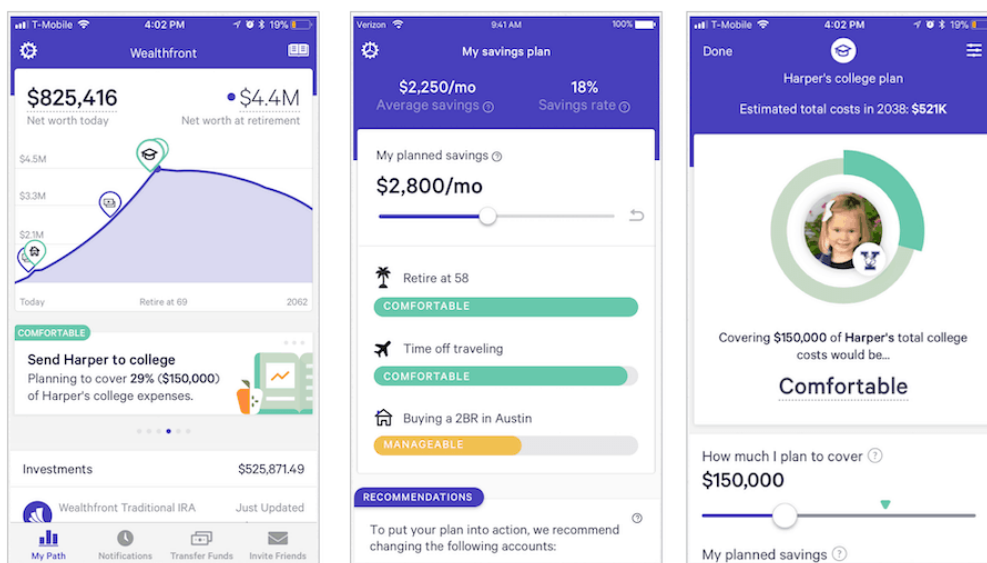 T-Mobile 4:02 PM 19%
Wealthfront
$825,416 $4.4M
Net worth today Net worth at retirement
$4.5M
$3.3M
$2.1M
Today Retire at 69 2062
COMFORTABLE
Send Harper to college
Planning to cover 29% ($150,000)
of Harper's college expenses.
Investments $525,871.49
Wealthfront Traditional IRA Just Updated
My Path Notifications Transfer Funds Invite Friends
Verizon 9:41 AM 100%
My savings plan
$2,250/mo 18%
Average savings ? Savings rate ?
My planned savings ?
$2,800/mo
Retire at 58
COMFORTABLE
Time off traveling
COMFORTABLE
Buying a 2BR in Austin
MANAGEABLE
RECOMMENDATIONS
To put your plan into action, we recommend ?
changing the following accounts:
T-Mobile 4:02 PM 19%
Done
Harper's college plan
Estimated total costs in 2038: $521K
Y
Covering $150,000 of Harper's total college
costs would be...
Comfortable
How much I plan to cover ?
$150,000
My planned savings ?